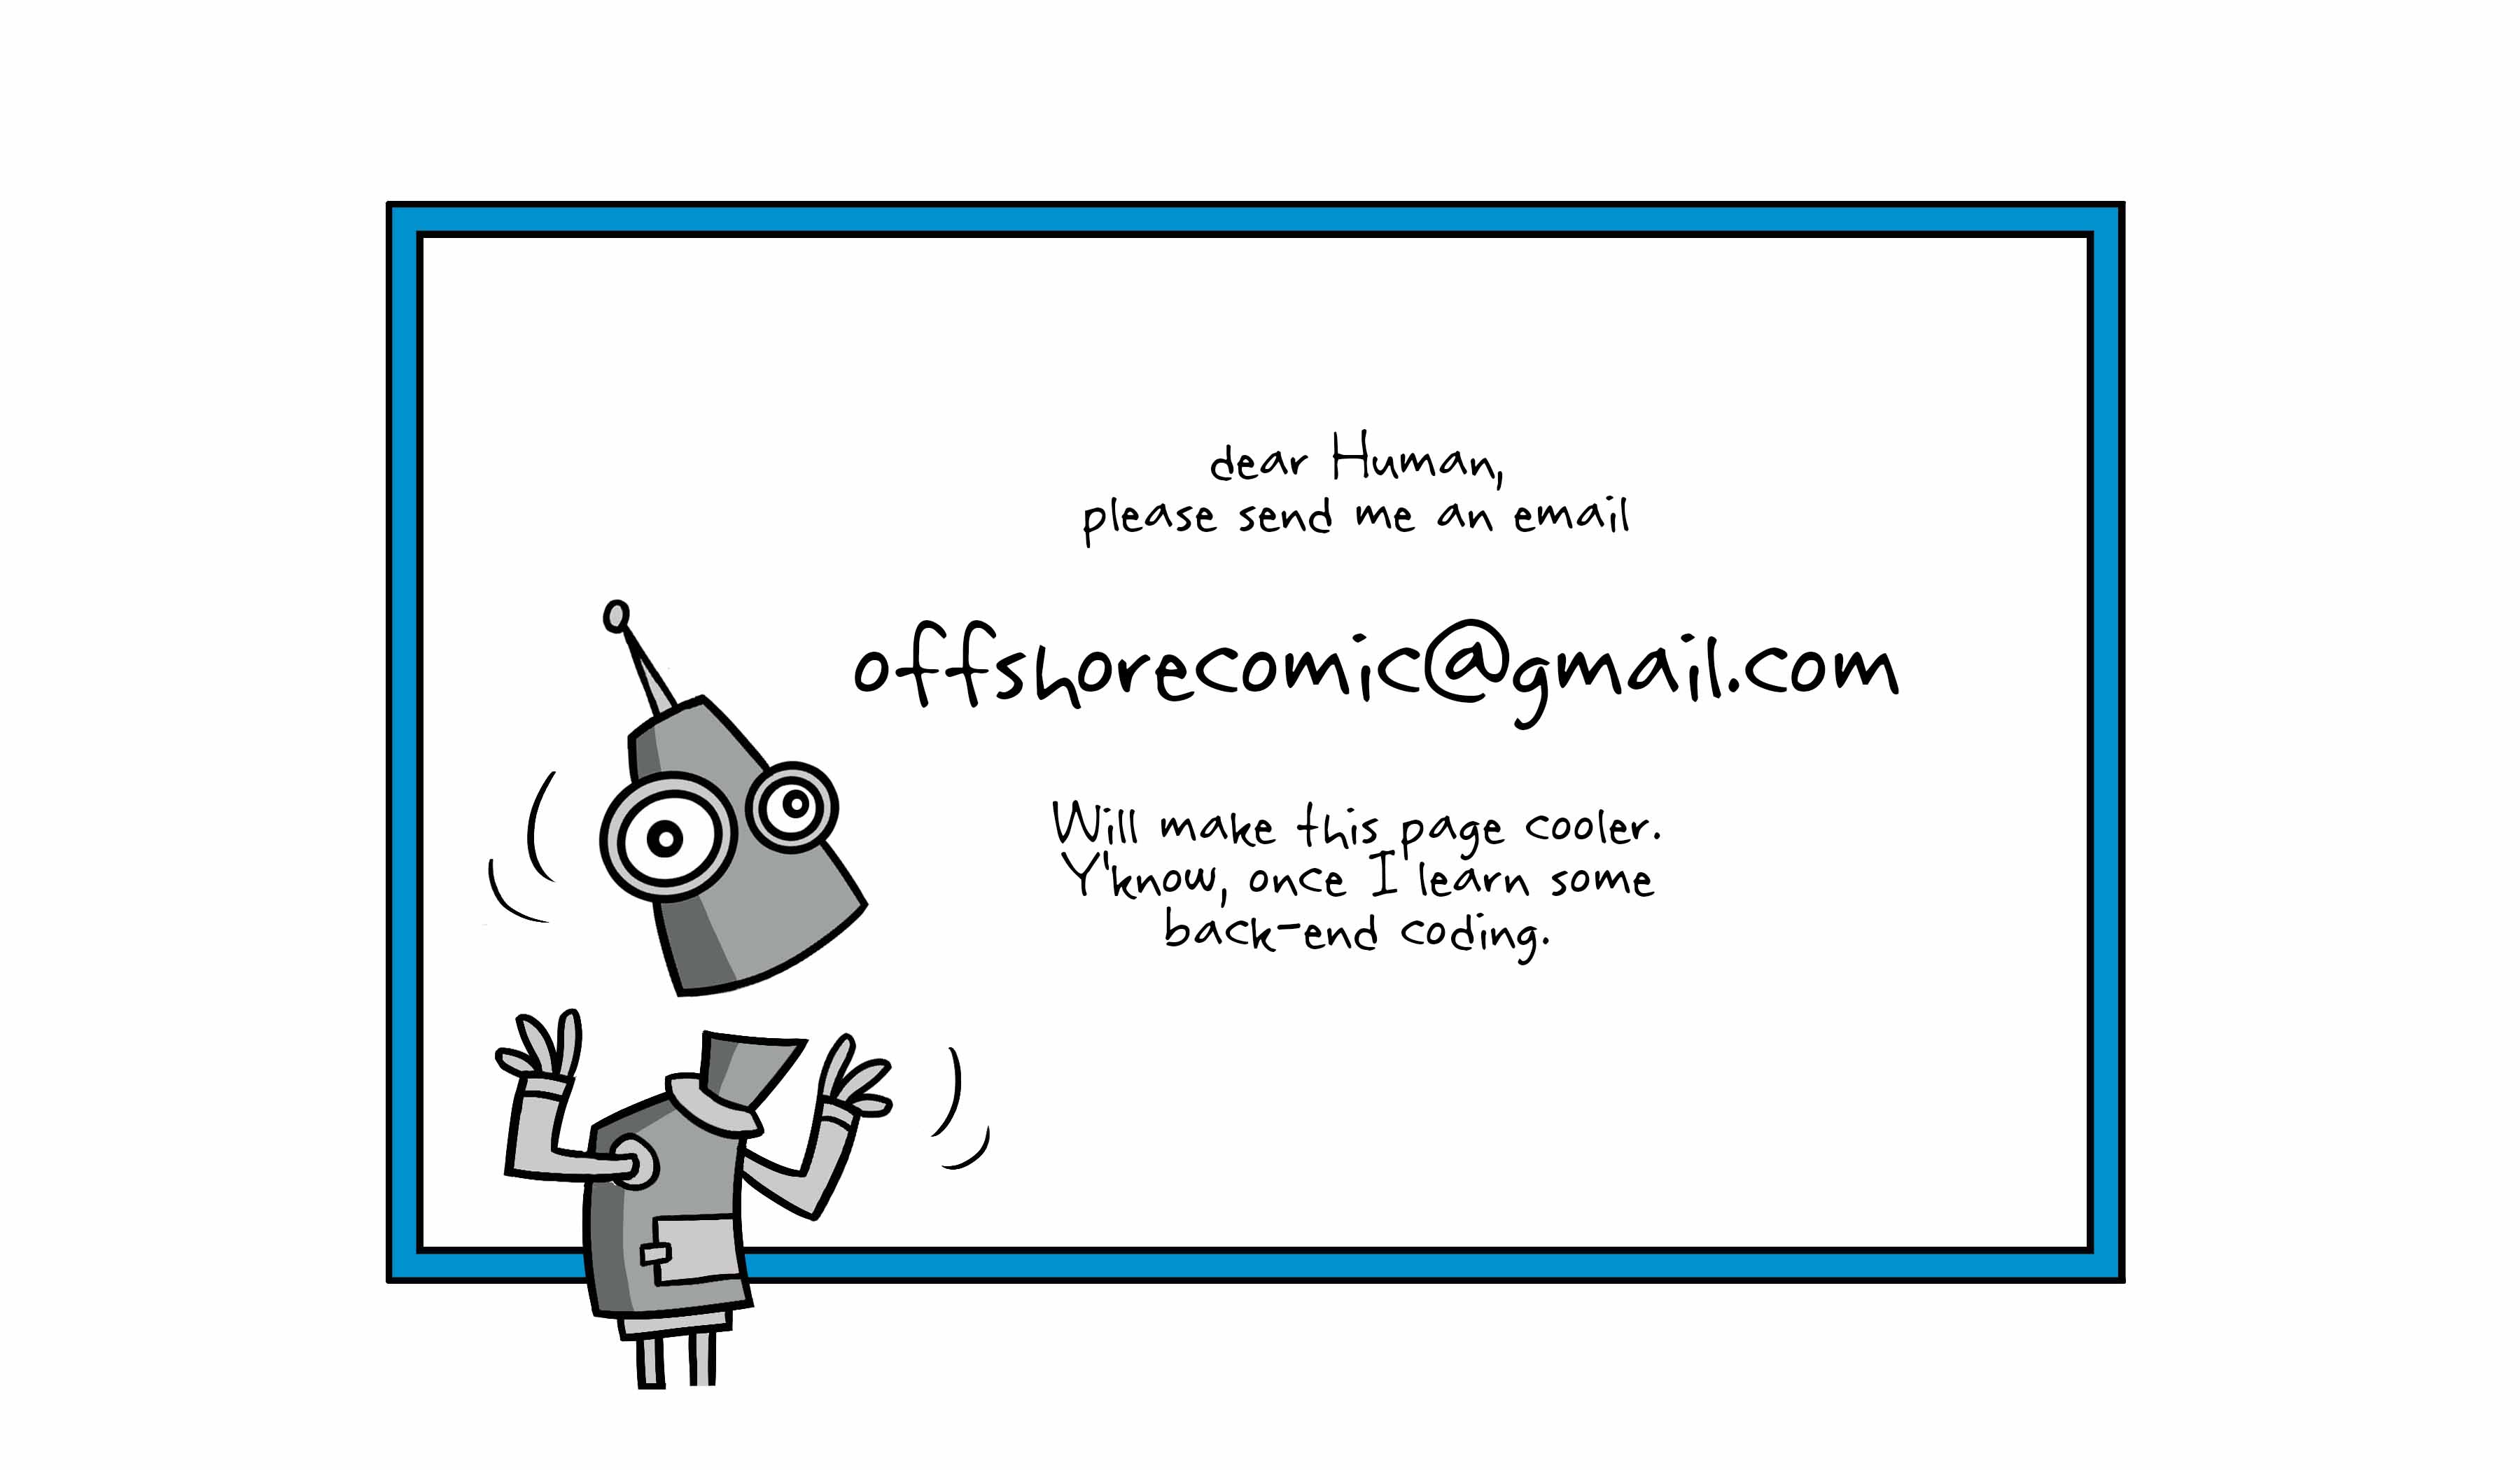 dear Human,
please send me an email
offshorecomic@gmail.com
Will make this page cooler.
Y'know, once I learn some
back-end coding.